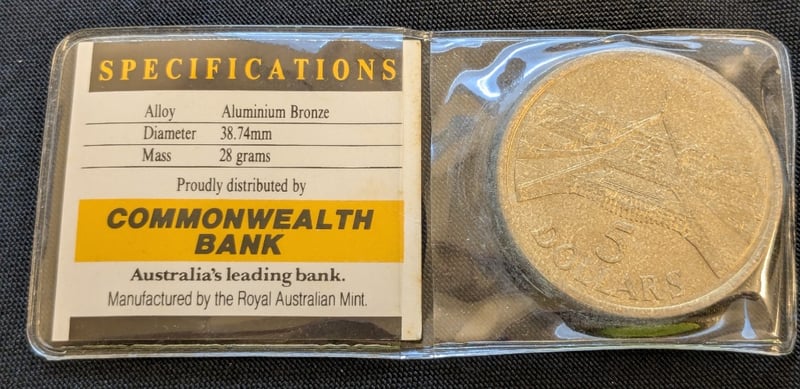 SPECIFICATIONS
Alloy Aluminium Bronze
Diameter 38.74mm
Mass 28 grams
Proudly distributed by
COMMONWEALTH
BANK
Australia's leading bank.
Manufactured by the Royal Australian Mint.
5
DOLLARS